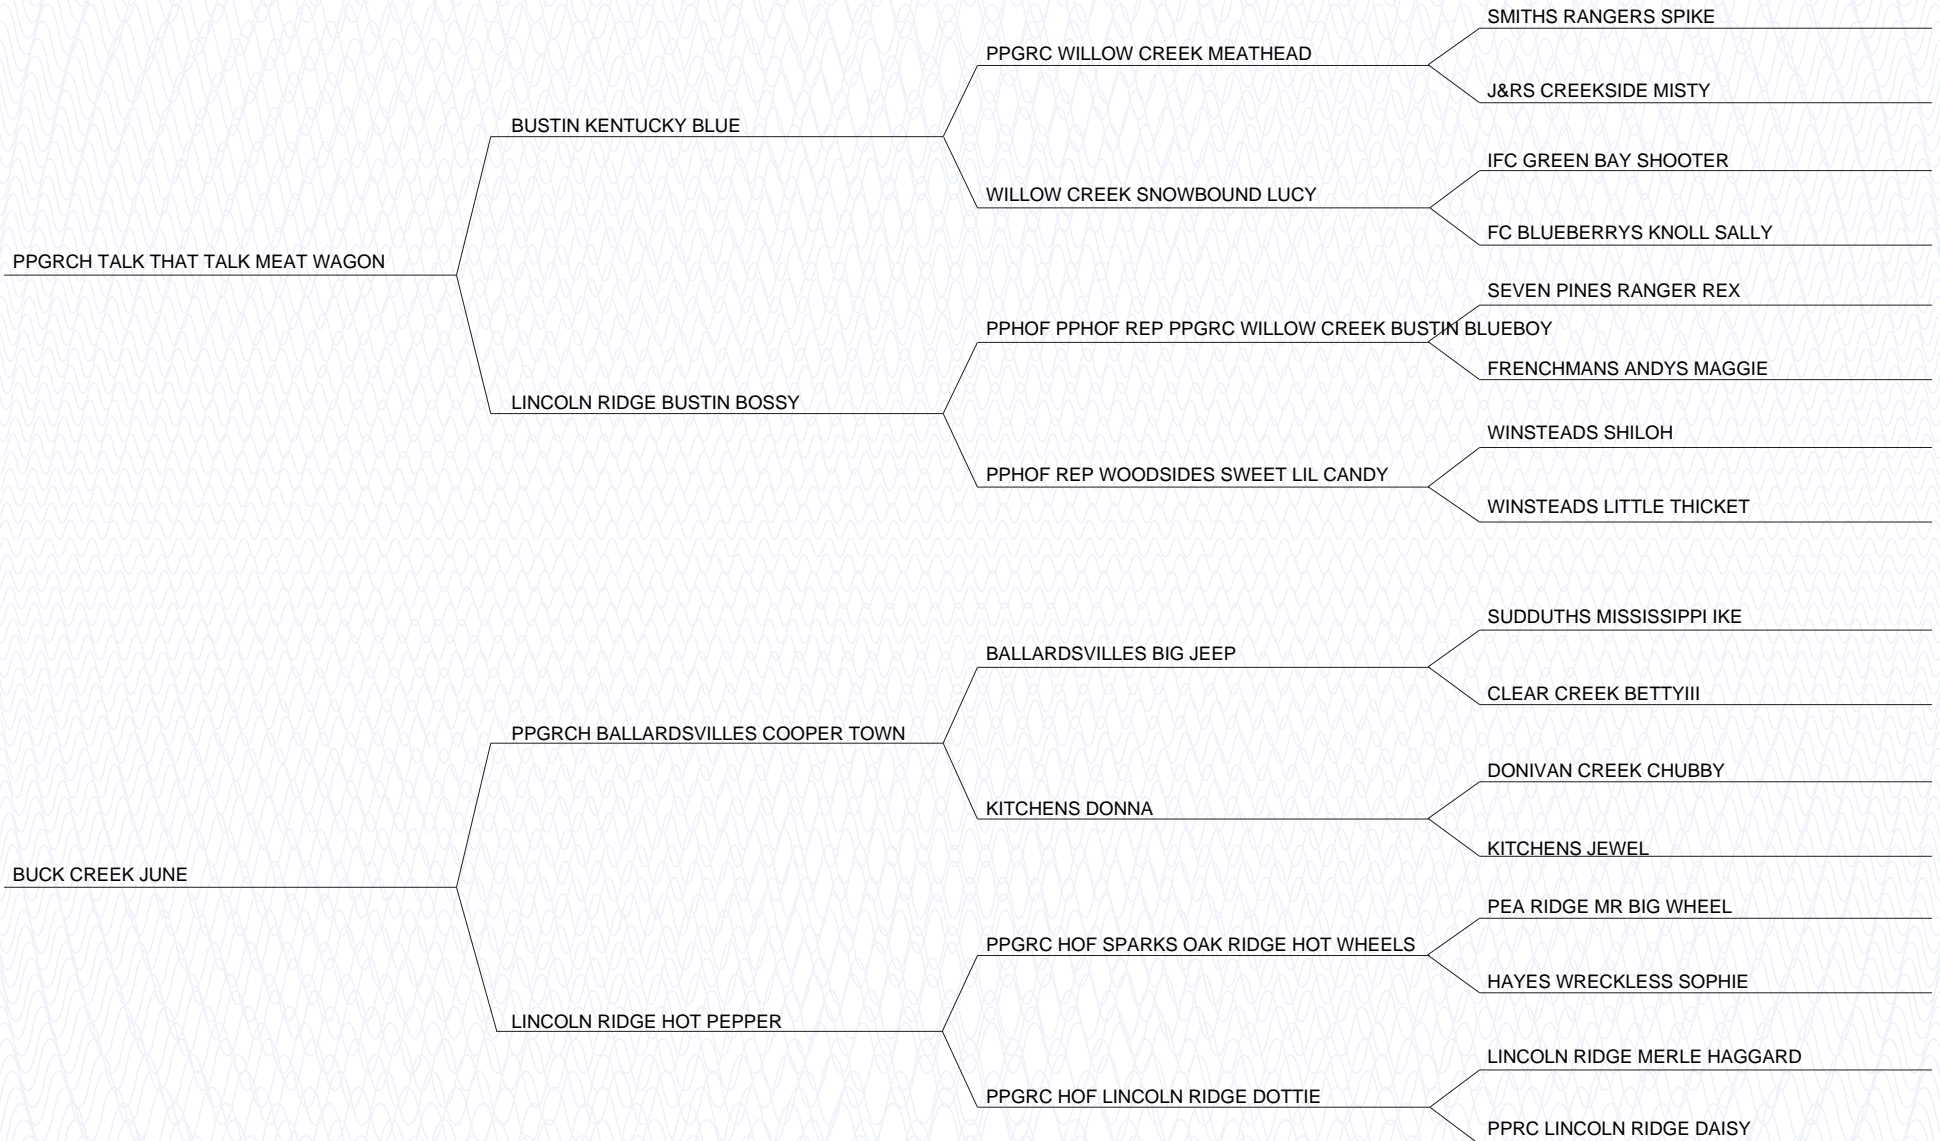 SMITHS RANGERS SPIKE
PPGRC WILLOW CREEK MEATHEAD
J&RS CREEKSIDE MISTY
BUSTIN KENTUCKY BLUE
IFC GREEN BAY SHOOTER
WILLOW CREEK SNOWBOUND LUCY
FC BLUEBERRYS KNOLL SALLY
PPGRCH TALK THAT TALK MEAT WAGON
SEVEN PINES RANGER REX
PPHOF PPHOF REP PPGRC WILLOW CREEK BUSTIN BLUEBOY
FRENCHMANS ANDYS MAGGIE
LINCOLN RIDGE BUSTIN BOSSY
WINSTEADS SHILOH
PPHOF REP WOODSIDES SWEET LIL CANDY
WINSTEADS LITTLE THICKET
SUDDUTHS MISSISSIPPI IKE
BALLARDSVILLES BIG JEEP
CLEAR CREEK BETTYIII
PPGRCH BALLARDSVILLES COOPER TOWN
DONIVAN CREEK CHUBBY
KITCHENS DONNA
KITCHENS JEWEL
BUCK CREEK JUNE
PEA RIDGE MR BIG WHEEL
PPGRC HOF SPARKS OAK RIDGE HOT WHEELS
HAYES WRECKLESS SOPHIE
LINCOLN RIDGE HOT PEPPER
LINCOLN RIDGE MERLE HAGGARD
PPGRC HOF LINCOLN RIDGE DOTTIE
PPRC LINCOLN RIDGE DAISY